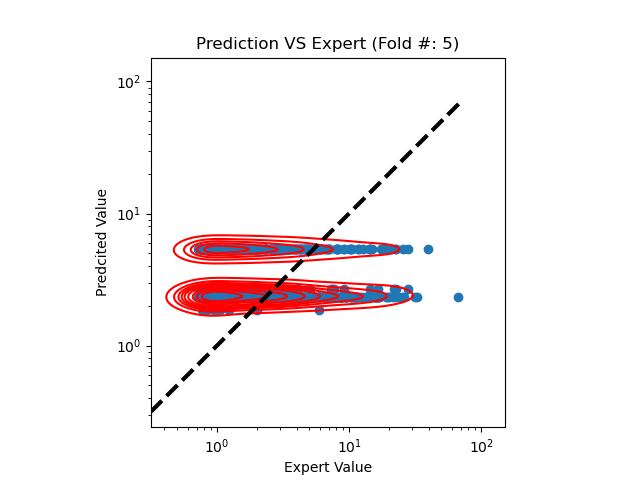 Prediction VS Expert (Fold #: 5)
10²
10¹
10⁰
Predcited Value
10⁰ 10¹ 10²
Expert Value